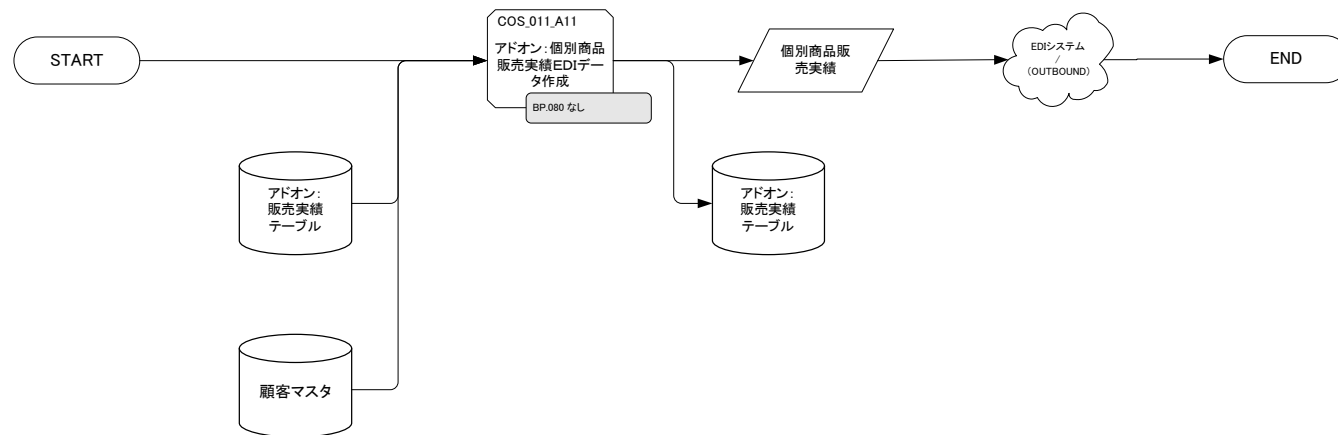 START
COS_011_A11
アドオン:個別商品
販売実績EDIデー
タ作成
BP.080 なし
個別商品販
売実績
EDIシステム
/
(OUTBOUND)
END
アドオン:
販売実績
テーブル
アドオン:
販売実績
テーブル
顧客マスタ